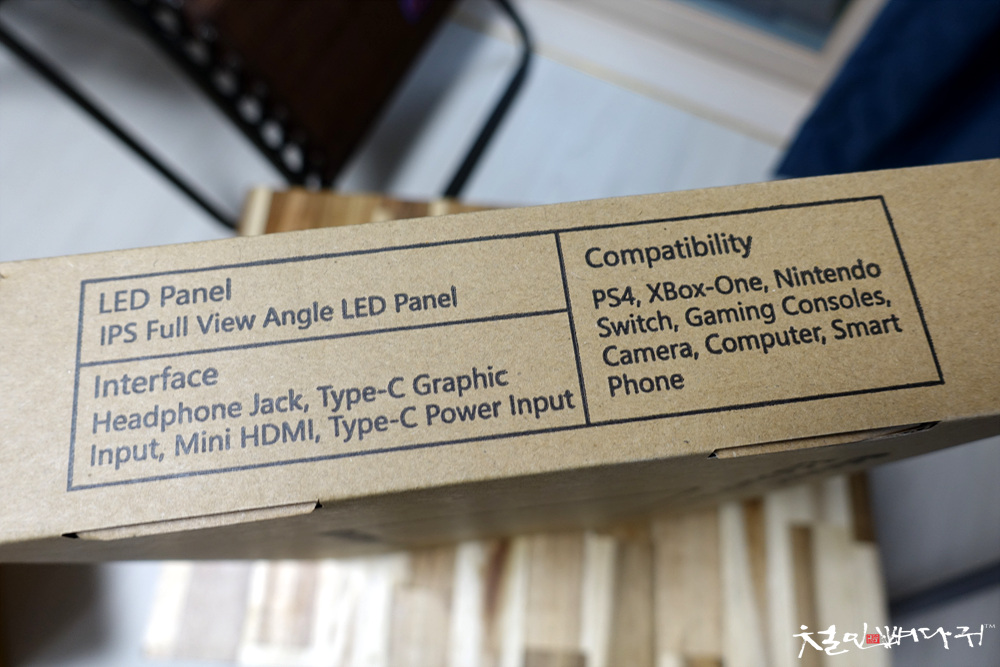 LED Panel
IPS Full View Angle LED Panel
Interface
Headphone Jack, Type-C Graphic
Input, Mini HDMI, Type-C Power Input
Compatibility
PS4, XBox-One, Nintendo
Switch, Gaming Consoles,
Camera, Computer, Smart
Phone